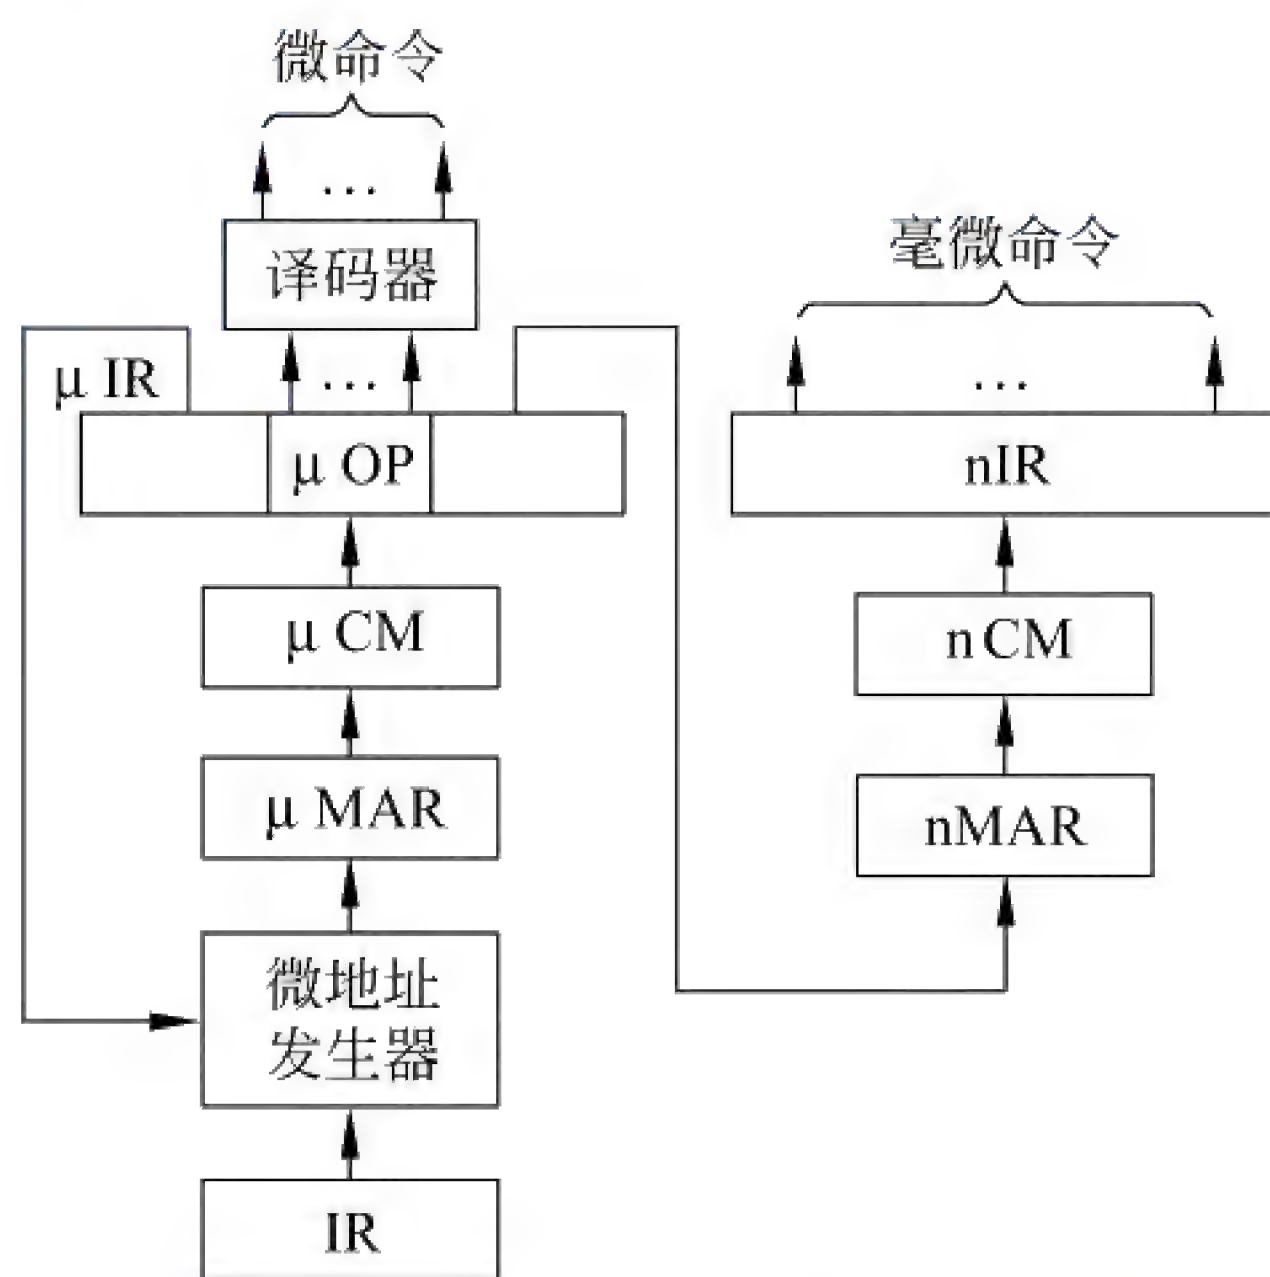 微命令
…
译码器
毫微命令
μ IR
…
…
μ OP
nIR
μ CM
nCM
μ MAR
nMAR
微地址
发生器
IR